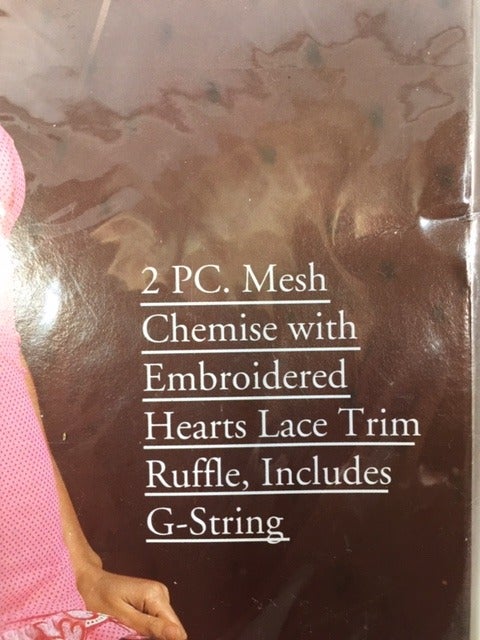 2 PC. Mesh
Chemise with
Embroidered
Hearts Lace Trim
Ruffle, Includes
G-String